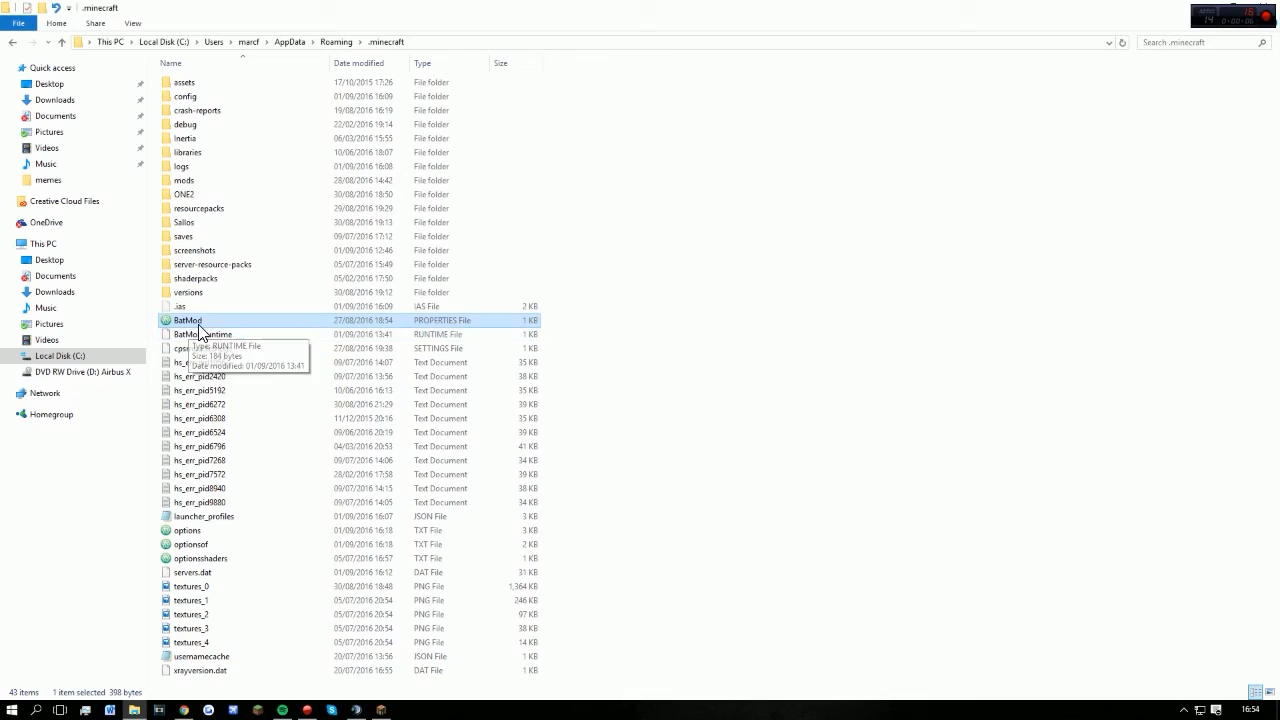 .minecraft
File Home Share View
This PC Local Disk (C:) Users marcf AppData Roaming .minecraft
Search .minecraft
Name Date modified Type Size
Quick access
Desktop
Downloads
Documents
Pictures
Videos
Music
memes
Creative Cloud Files
OneDrive
This PC
Desktop
Documents
Downloads
Music
Pictures
Videos
Local Disk (C:)
DVD RW Drive (D:) Airbus X
Network
Homegroup
assets 17/10/2015 17:26 File folder
config 01/09/2016 16:09 File folder
crash-reports 19/08/2016 16:19 File folder
debug 22/02/2016 19:14 File folder
Inertia 06/03/2016 15:55 File folder
libraries 10/06/2016 18:07 File folder
logs 01/09/2016 16:08 File folder
mods 28/08/2016 14:42 File folder
ONE2 30/08/2016 18:50 File folder
resourcepacks 29/08/2016 19:29 File folder
Sallos 30/08/2016 19:13 File folder
saves 09/07/2016 17:12 File folder
screenshots 01/09/2016 12:46 File folder
server-resource-packs 05/07/2016 15:49 File folder
shaderpacks 05/02/2016 17:50 File folder
versions 30/08/2016 19:12 File folder
.ias 01/09/2016 16:09 IAS File 2 KB
BatMod 27/08/2016 18:54 PROPERTIES File 1 KB
01/09/2016 13:41 RUNTIME File 1 KB
Type: RUNTIME File
Size: 184 bytes
Date modified: 01/09/2016 13:41
SETTINGS File 2 KB
09/07/2016 14:07 Text Document 35 KB
hs_err_pid2420 09/07/2016 13:56 Text Document 38 KB
hs_err_pid5192 10/06/2016 16:13 Text Document 35 KB
hs_err_pid6272 30/08/2016 21:29 Text Document 39 KB
hs_err_pid6308 11/12/2015 20:16 Text Document 35 KB
hs_err_pid6524 09/06/2016 20:19 Text Document 39 KB
hs_err_pid6796 04/03/2016 20:53 Text Document 41 KB
hs_err_pid7268 09/07/2016 14:06 Text Document 34 KB
hs_err_pid7572 28/02/2016 17:58 Text Document 39 KB
hs_err_pid8940 09/07/2016 14:15 Text Document 38 KB
hs_err_pid9880 09/07/2016 14:05 Text Document 34 KB
launcher_profiles 01/09/2016 16:07 JSON File 3 KB
options 01/09/2016 16:18 TXT File 3 KB
optionsof 01/09/2016 16:18 TXT File 2 KB
optionsshaders 05/07/2016 16:57 TXT File 1 KB
servers.dat 01/09/2016 16:12 DAT File 31 KB
textures_0 30/08/2016 18:48 PNG File 1,364 KB
textures_1 05/07/2016 20:54 PNG File 246 KB
textures_2 05/07/2016 20:54 PNG File 97 KB
textures_3 05/07/2016 20:54 PNG File 38 KB
textures_4 05/07/2016 20:54 PNG File 14 KB
usernamecache 20/07/2016 13:56 JSON File 1 KB
xrayversion.dat 20/07/2016 16:55 DAT File 1 KB
43 items 1 item selected 398 bytes
16:54